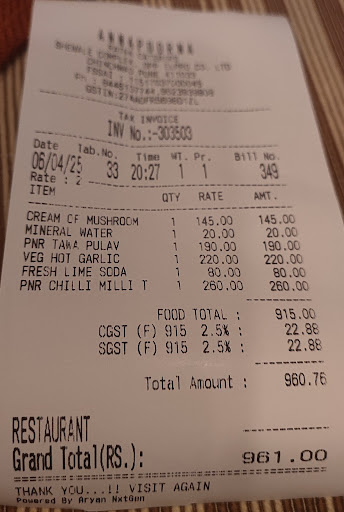 ANNAPOORNA
TAX INVOICE
INV No.:-303503
Date Tab.No. Time WT. Pr. Bill No.
06/04/25 33 20:27 1 1 349
Rate : 2
ITEM QTY RATE AMT.
CREAM OF MUSHROOM 1 145.00 145.00
MINERAL WATER 1 20.00 20.00
PNR TAWA PULAV 1 190.00 190.00
VEG HOT GARLIC 1 220.00 220.00
FRESH LIME SODA 1 80.00 80.00
PNR CHILLI MILLI T 1 260.00 260.00
FOOD TOTAL : 915.00
CGST (F) 915 2.5% : 22.88
SGST (F) 915 2.5% : 22.88
Total Amount : 960.76
RESTAURANT
Grand Total(RS.): 961.00
THANK YOU...!! VISIT AGAIN
Powered By Aryan NxtGen